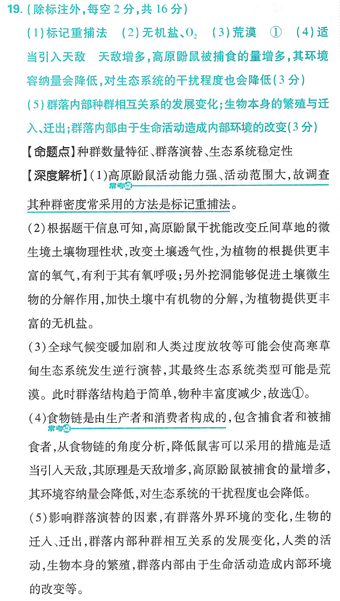 19. (除标注外,每空 2 分,共 16 分)
(1)标记重捕法 (2)无机盐、O₂ (3)荒漠 ① (4)适
当引入天敌 天敌增多,高原鼢鼠被捕食的量增多,其环境
容纳量会降低,对生态系统的干扰程度也会降低(3 分)
(5)群落内部种群相互关系的发展变化;生物本身的繁殖与迁
入、迁出;群落内部由于生命活动造成内部环境的改变(3 分)
【命题点】种群数量特征、群落演替、生态系统稳定性
【深度解析】(1)高原鼢鼠活动能力强、活动范围大,故调查
常考
其种群密度常采用的方法是标记重捕法。
(2)根据题干信息可知,高原鼢鼠干扰能改变丘间草地的微
生境土壤物理性状,改变土壤透气性,为植物的根提供更丰
富的氧气,有利于其有氧呼吸;另外挖洞能够促进土壤微生
物的分解作用,加快土壤中有机物的分解,为植物提供更丰
富的无机盐。
(3)全球气候变暖加剧和人类过度放牧等可能会使高寒草
甸生态系统发生逆行演替,其最终生态系统类型可能是荒
漠。此时群落结构趋于简单,物种丰富度减少,故选①。
(4)食物链是由生产者和消费者构成的,包含捕食者和被捕
常考
食者,从食物链的角度分析,降低鼠害可以采用的措施是适
当引入天敌,其原理是天敌增多,高原鼢鼠被捕食的量增多,
其环境容纳量会降低,对生态系统的干扰程度也会降低。
(5)影响群落演替的因素,有群落外界环境的变化,生物的
迁入、迁出,群落内部种群相互关系的发展变化,人类的活
动,生物本身的繁殖,群落内部由于生命活动造成内部环境
的改变等。